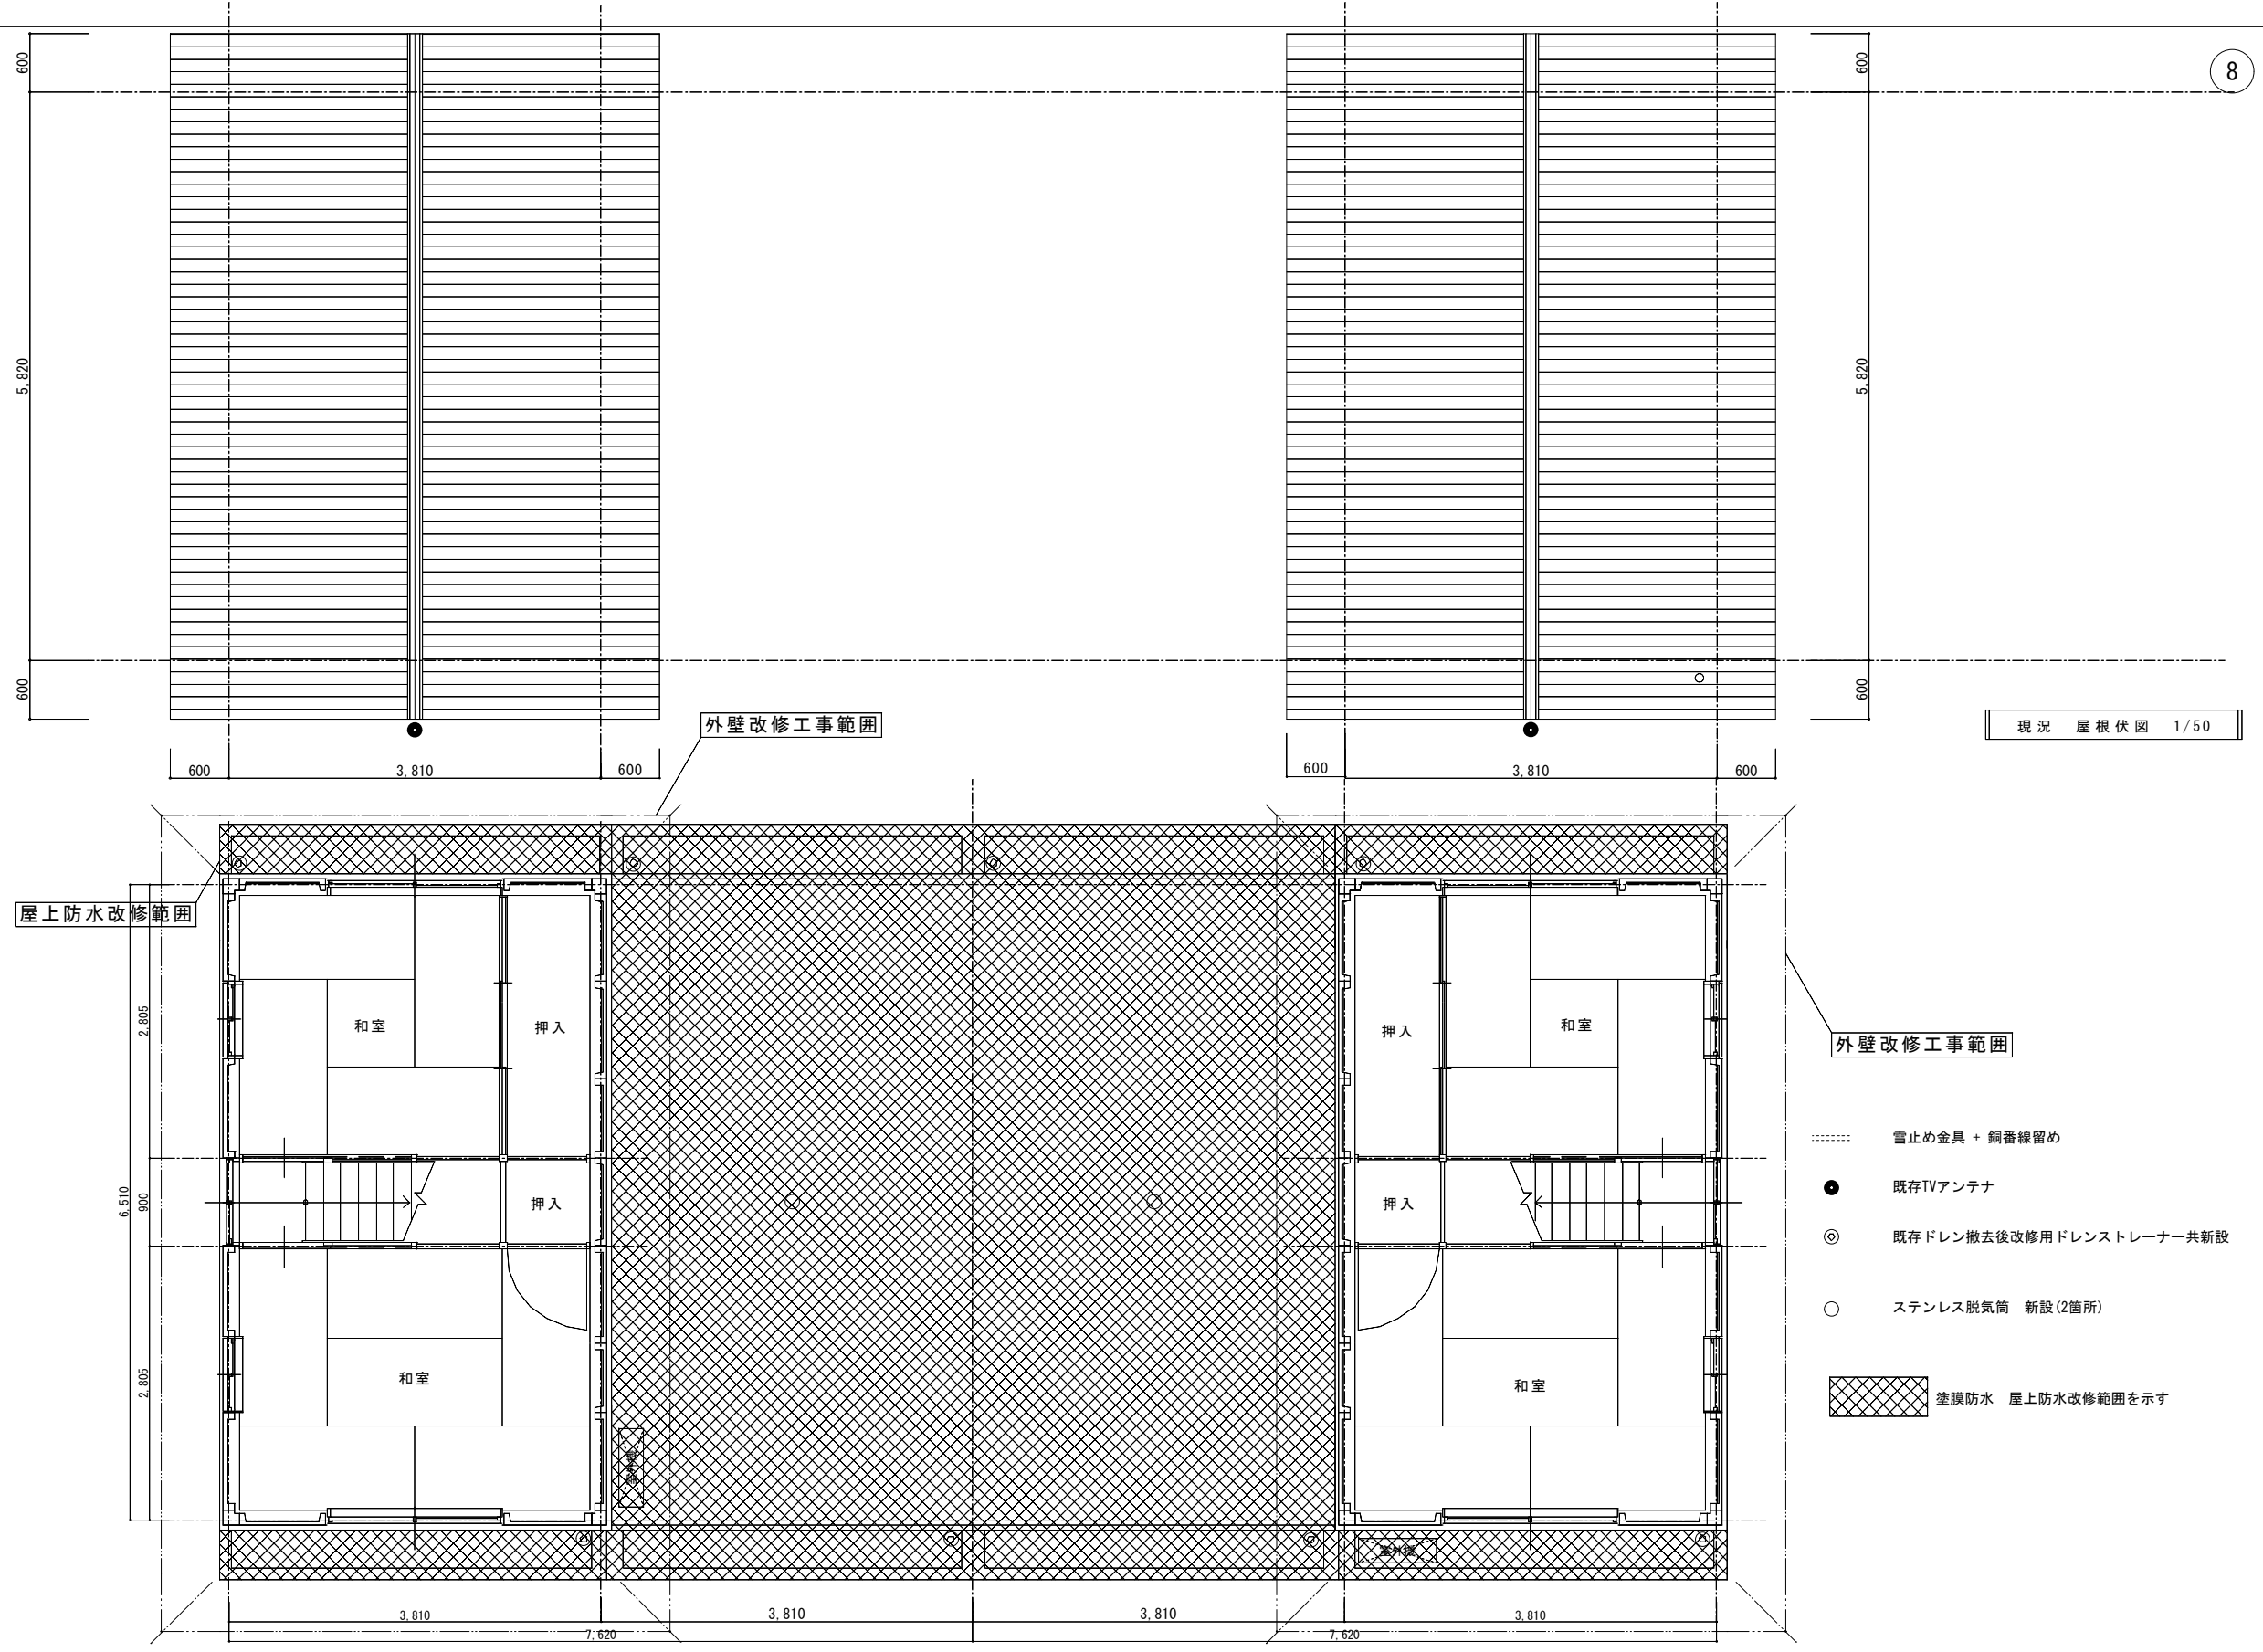 8
600
5,820
600
600
5,820
600
外壁改修工事範囲
現況 屋根伏図 1/50
600
3,810
600
600
3,810
600
屋上防水改修範囲
和室
押入
押入
和室
2,805
外壁改修工事範囲
雪止め金具 + 銅番線留め
6,510
900
押入
押入
既存TVアンテナ
既存ドレン撤去後改修用ドレンストレーナー共新設
ステンレス脱気筒 新設(2箇所)
2,805
和室
和室
塗膜防水 屋上防水改修範囲を示す
室外機
室外機
3,810
3,810
3,810
3,810
7,620
7,620